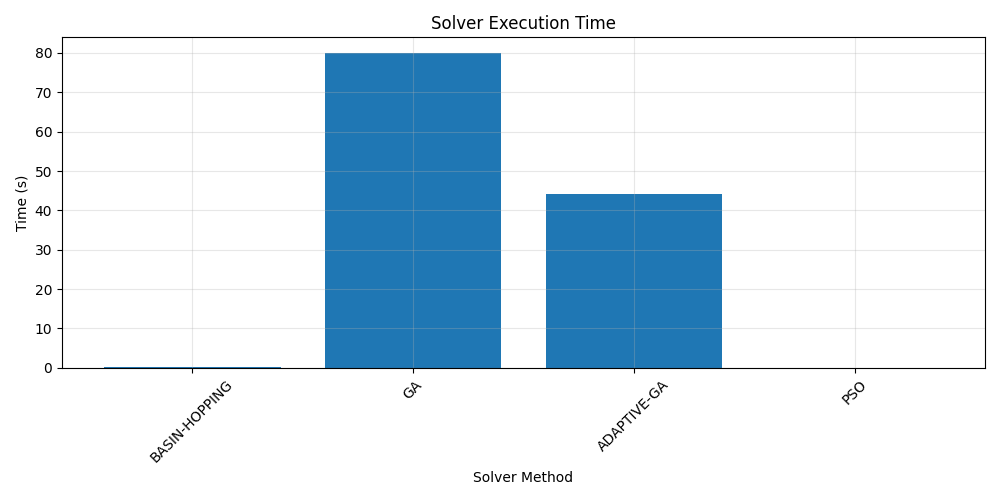 Solver Execution Time
80
70
60
50
40
30
20
10
0
Time (s)
BASIN-HOPPING
GA
ADAPTIVE-GA
PSO
Solver Method